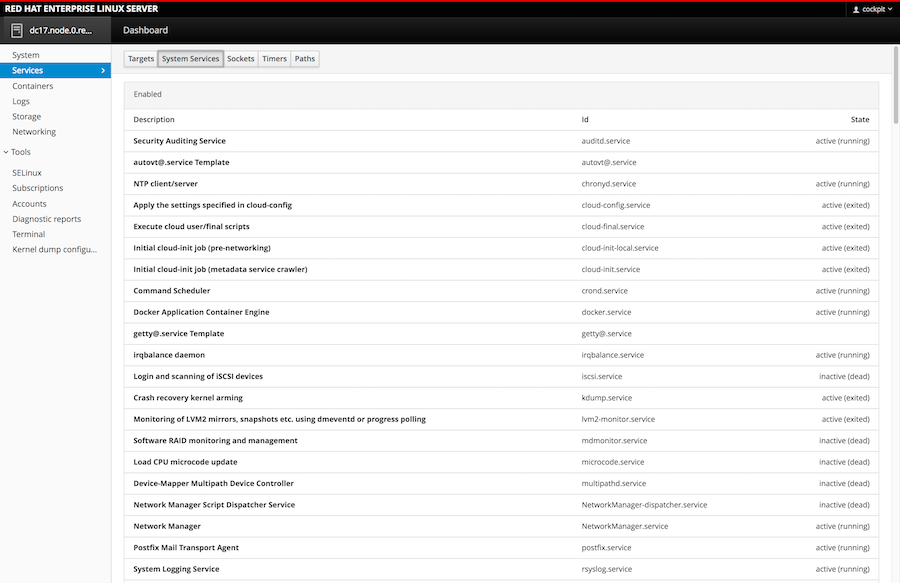 RED HAT ENTERPRISE LINUX SERVER
cockpit
dc17.node.0.re...
Dashboard
System
Services
Containers
Logs
Storage
Networking
Tools
SELinux
Subscriptions
Accounts
Diagnostic reports
Terminal
Kernel dump configu...
Targets System Services Sockets Timers Paths
Enabled
Description Id State
Security Auditing Service auditd.service active (running)
autovt@.service Template autovt@.service
NTP client/server chronyd.service active (running)
Apply the settings specified in cloud-config cloud-config.service active (exited)
Execute cloud user/final scripts cloud-final.service active (exited)
Initial cloud-init job (pre-networking) cloud-init-local.service active (exited)
Initial cloud-init job (metadata service crawler) cloud-init.service active (exited)
Command Scheduler crond.service active (running)
Docker Application Container Engine docker.service active (running)
getty@.service Template getty@.service
irqbalance daemon irqbalance.service active (running)
Login and scanning of iSCSI devices iscsi.service inactive (dead)
Crash recovery kernel arming kdump.service active (exited)
Monitoring of LVM2 mirrors, snapshots etc. using dmeventd or progress polling lvm2-monitor.service active (exited)
Software RAID monitoring and management mdmonitor.service inactive (dead)
Load CPU microcode update microcode.service inactive (dead)
Device-Mapper Multipath Device Controller multipathd.service inactive (dead)
Network Manager Script Dispatcher Service NetworkManager-dispatcher.service inactive (dead)
Network Manager NetworkManager.service active (running)
Postfix Mail Transport Agent postfix.service active (running)
System Logging Service rsyslog.service active (running)